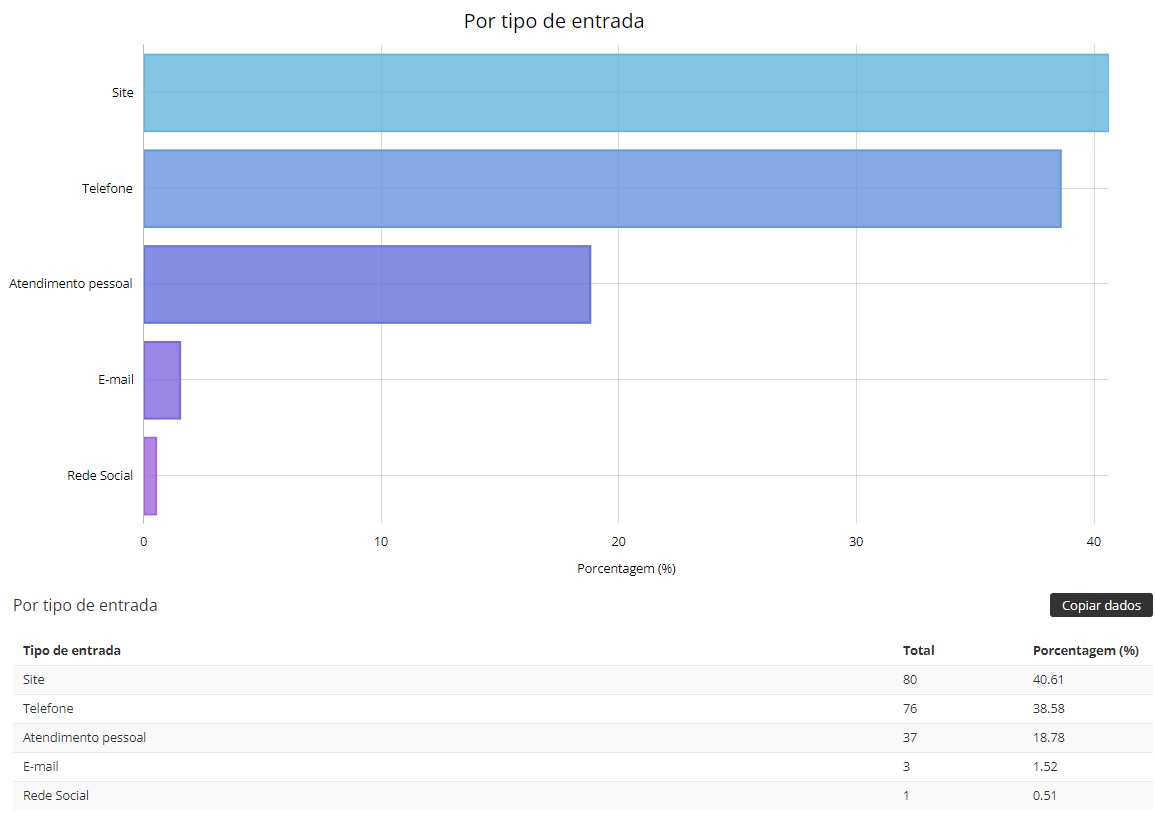 Por tipo de entrada
Site
Telefone
Atendimento pessoal
E-mail
Rede Social
0 10 20 30 40
Porcentagem (%)
Por tipo de entrada Copiar dados
Tipo de entrada Total Porcentagem (%)
Site 80 40.61
Telefone 76 38.58
Atendimento pessoal 37 18.78
E-mail 3 1.52
Rede Social 1 0.51